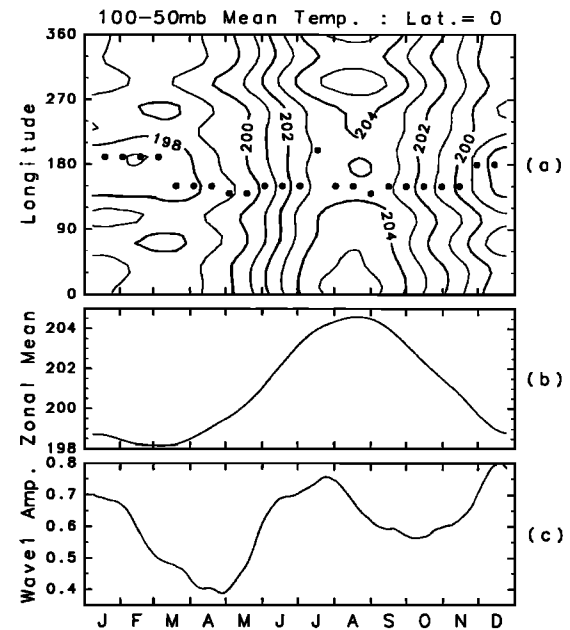 100-50mb Mean Temp. : Lat.= 0
360
270
180
90
0
Longitude
198
200
202
204
204
202
200
(a)
204
202
200
198
Zonal Mean
(b)
0.8
0.7
0.6
0.5
0.4
Wave1 Amp.
(c)
J F M A M J J A S O N D